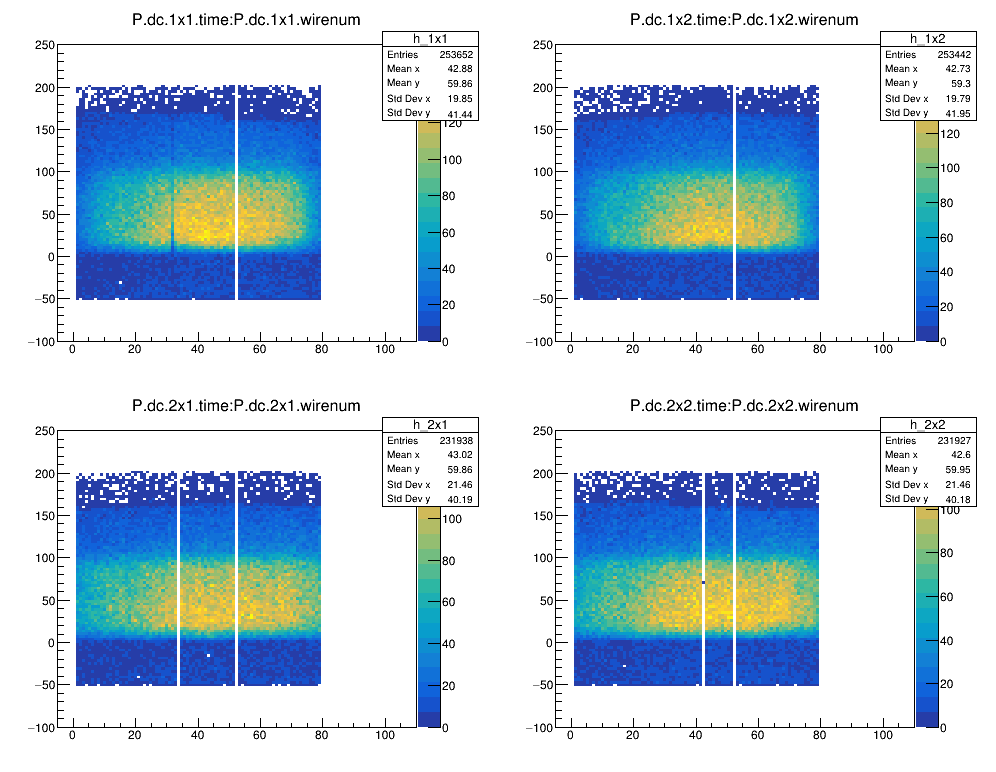 P.dc.1x1.time:P.dc.1x1.wirenum
h_1x1
Entries 253652
Mean x 42.88
Mean y 59.86
Std Dev x 19.85
Std Dev y 41.44
250
200
150
100
50
0
−50
−100
0 20 40 60 80 100
120
100
80
60
40
20
0
P.dc.1x2.time:P.dc.1x2.wirenum
h_1x2
Entries 253442
Mean x 42.73
Mean y 59.3
Std Dev x 19.79
Std Dev y 41.95
250
200
150
100
50
0
−50
−100
0 20 40 60 80 100
120
100
80
60
40
20
0
P.dc.2x1.time:P.dc.2x1.wirenum
h_2x1
Entries 231938
Mean x 43.02
Mean y 59.86
Std Dev x 21.46
Std Dev y 40.19
250
200
150
100
50
0
−50
−100
0 20 40 60 80 100
100
80
60
40
20
0
P.dc.2x2.time:P.dc.2x2.wirenum
h_2x2
Entries 231927
Mean x 42.6
Mean y 59.95
Std Dev x 21.46
Std Dev y 40.18
250
200
150
100
50
0
−50
−100
0 20 40 60 80 100
100
80
60
40
20
0